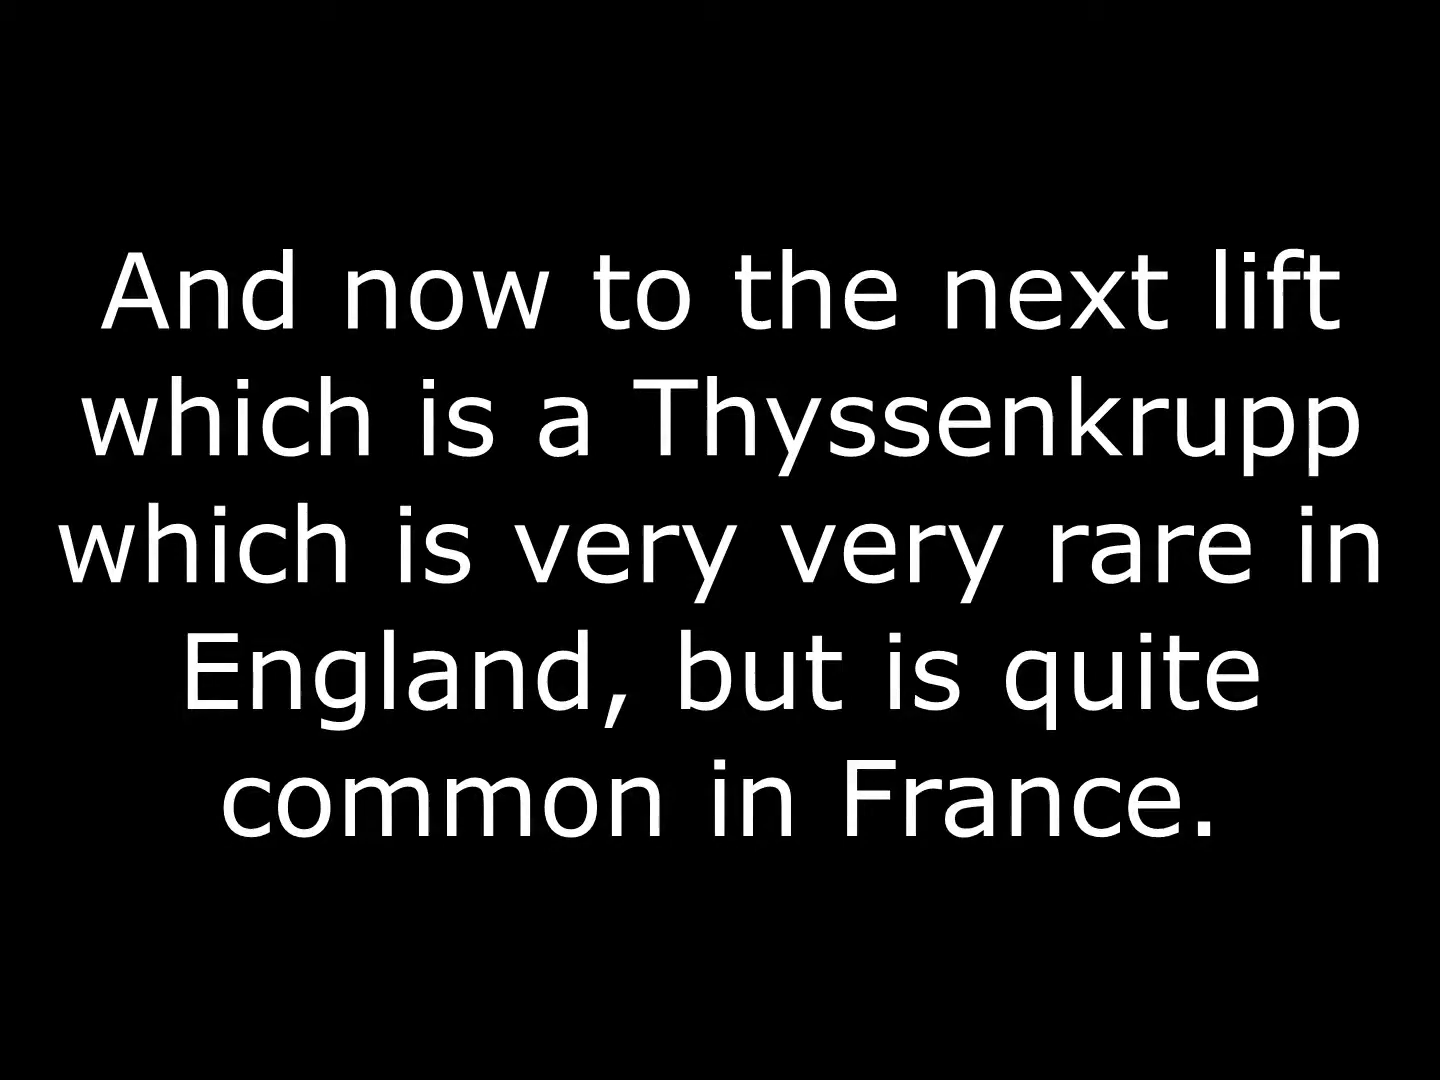 And now to the next lift
which is a Thyssenkrupp
which is very very rare in
England, but is quite
common in France.